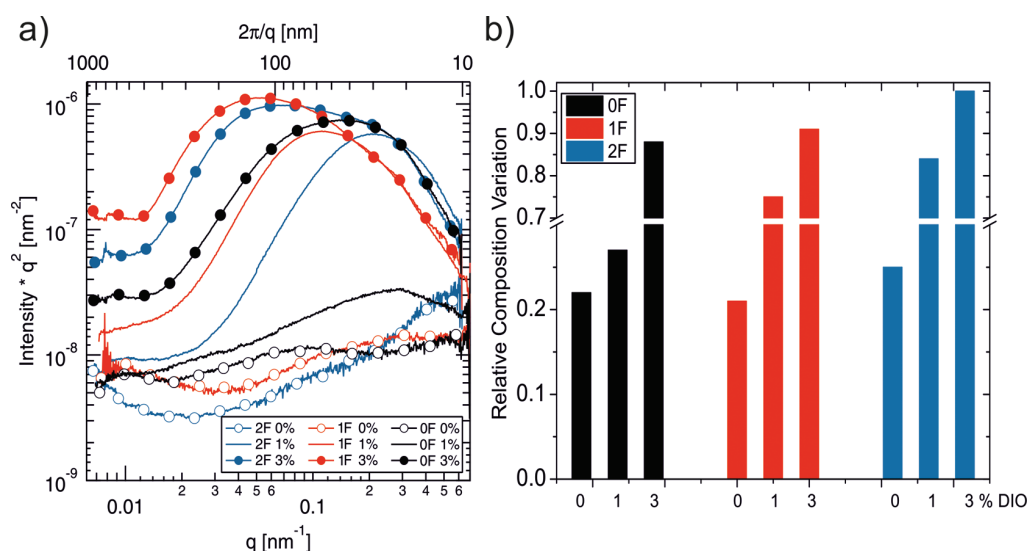 a)
2π/q [nm]
1000 100 10
10⁻⁶
10⁻⁷
10⁻⁸
10⁻⁹
Intensity * q² [nm⁻²]
2F 0% 1F 0% 0F 0%
2F 1% 1F 1% 0F 1%
2F 3% 1F 3% 0F 3%
2 3 4 5 6 2 3 4 5 6
0.01 0.1
q [nm⁻¹]
b)
1.0
0.9
0.8
0.7
0.2
0.1
0.0
Relative Composition Variation
0F
1F
2F
0 1 3 0 1 3 0 1 3 % DIO